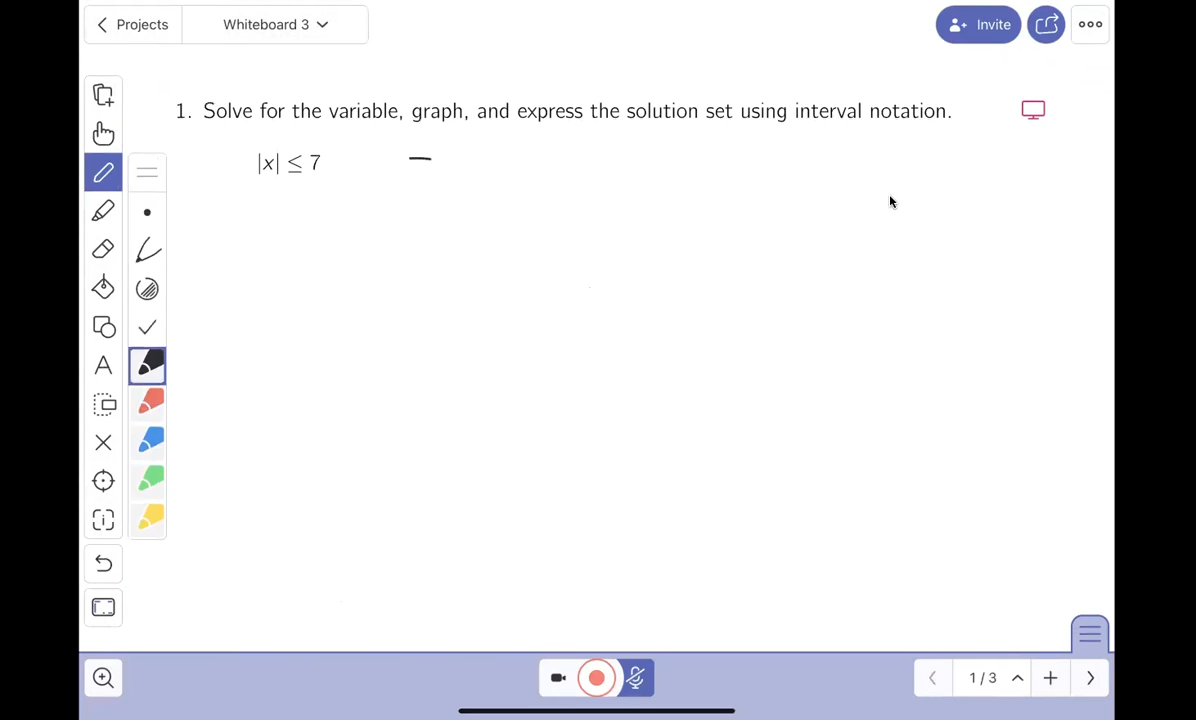 Projects
Whiteboard 3
Invite
1. Solve for the variable, graph, and express the solution set using interval notation.
|x| ≤ 7 —
A
1 / 3